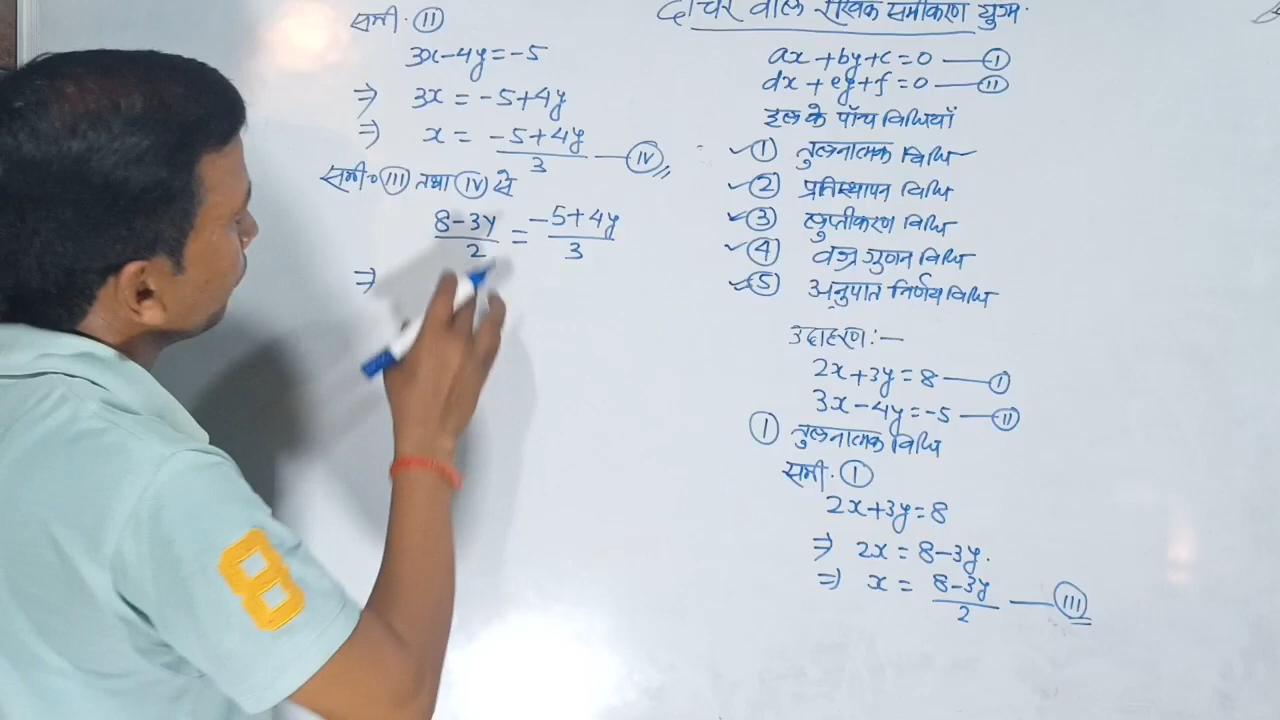 समी. II
3x-4y=-5
⇒ 3x = -5+4y
⇒ x = (-5+4y)/3 — IV
समी० III तथा IV से
(8-3y)/2 = (-5+4y)/3
⇒
दो चर वाले रैखिक समीकरण युग्म.
ax+by+c=0 — I
dx+ey+f=0 — II
हल के पाँच विधियाँ
✓ 1 तुलनात्मक विधि
✓ 2 प्रतिस्थापन विधि
✓ 3 लुप्तीकरण विधि
✓ 4 वज्र गुणन विधि
✓ 5 अनुपात निर्णय विधि
उदाहरण:-
2x+3y=8 — I
3x-4y=-5 — II
1 तुलनात्मक विधि
समी. I
2x+3y=8
⇒ 2x = 8-3y.
⇒ x = (8-3y)/2 — III
8